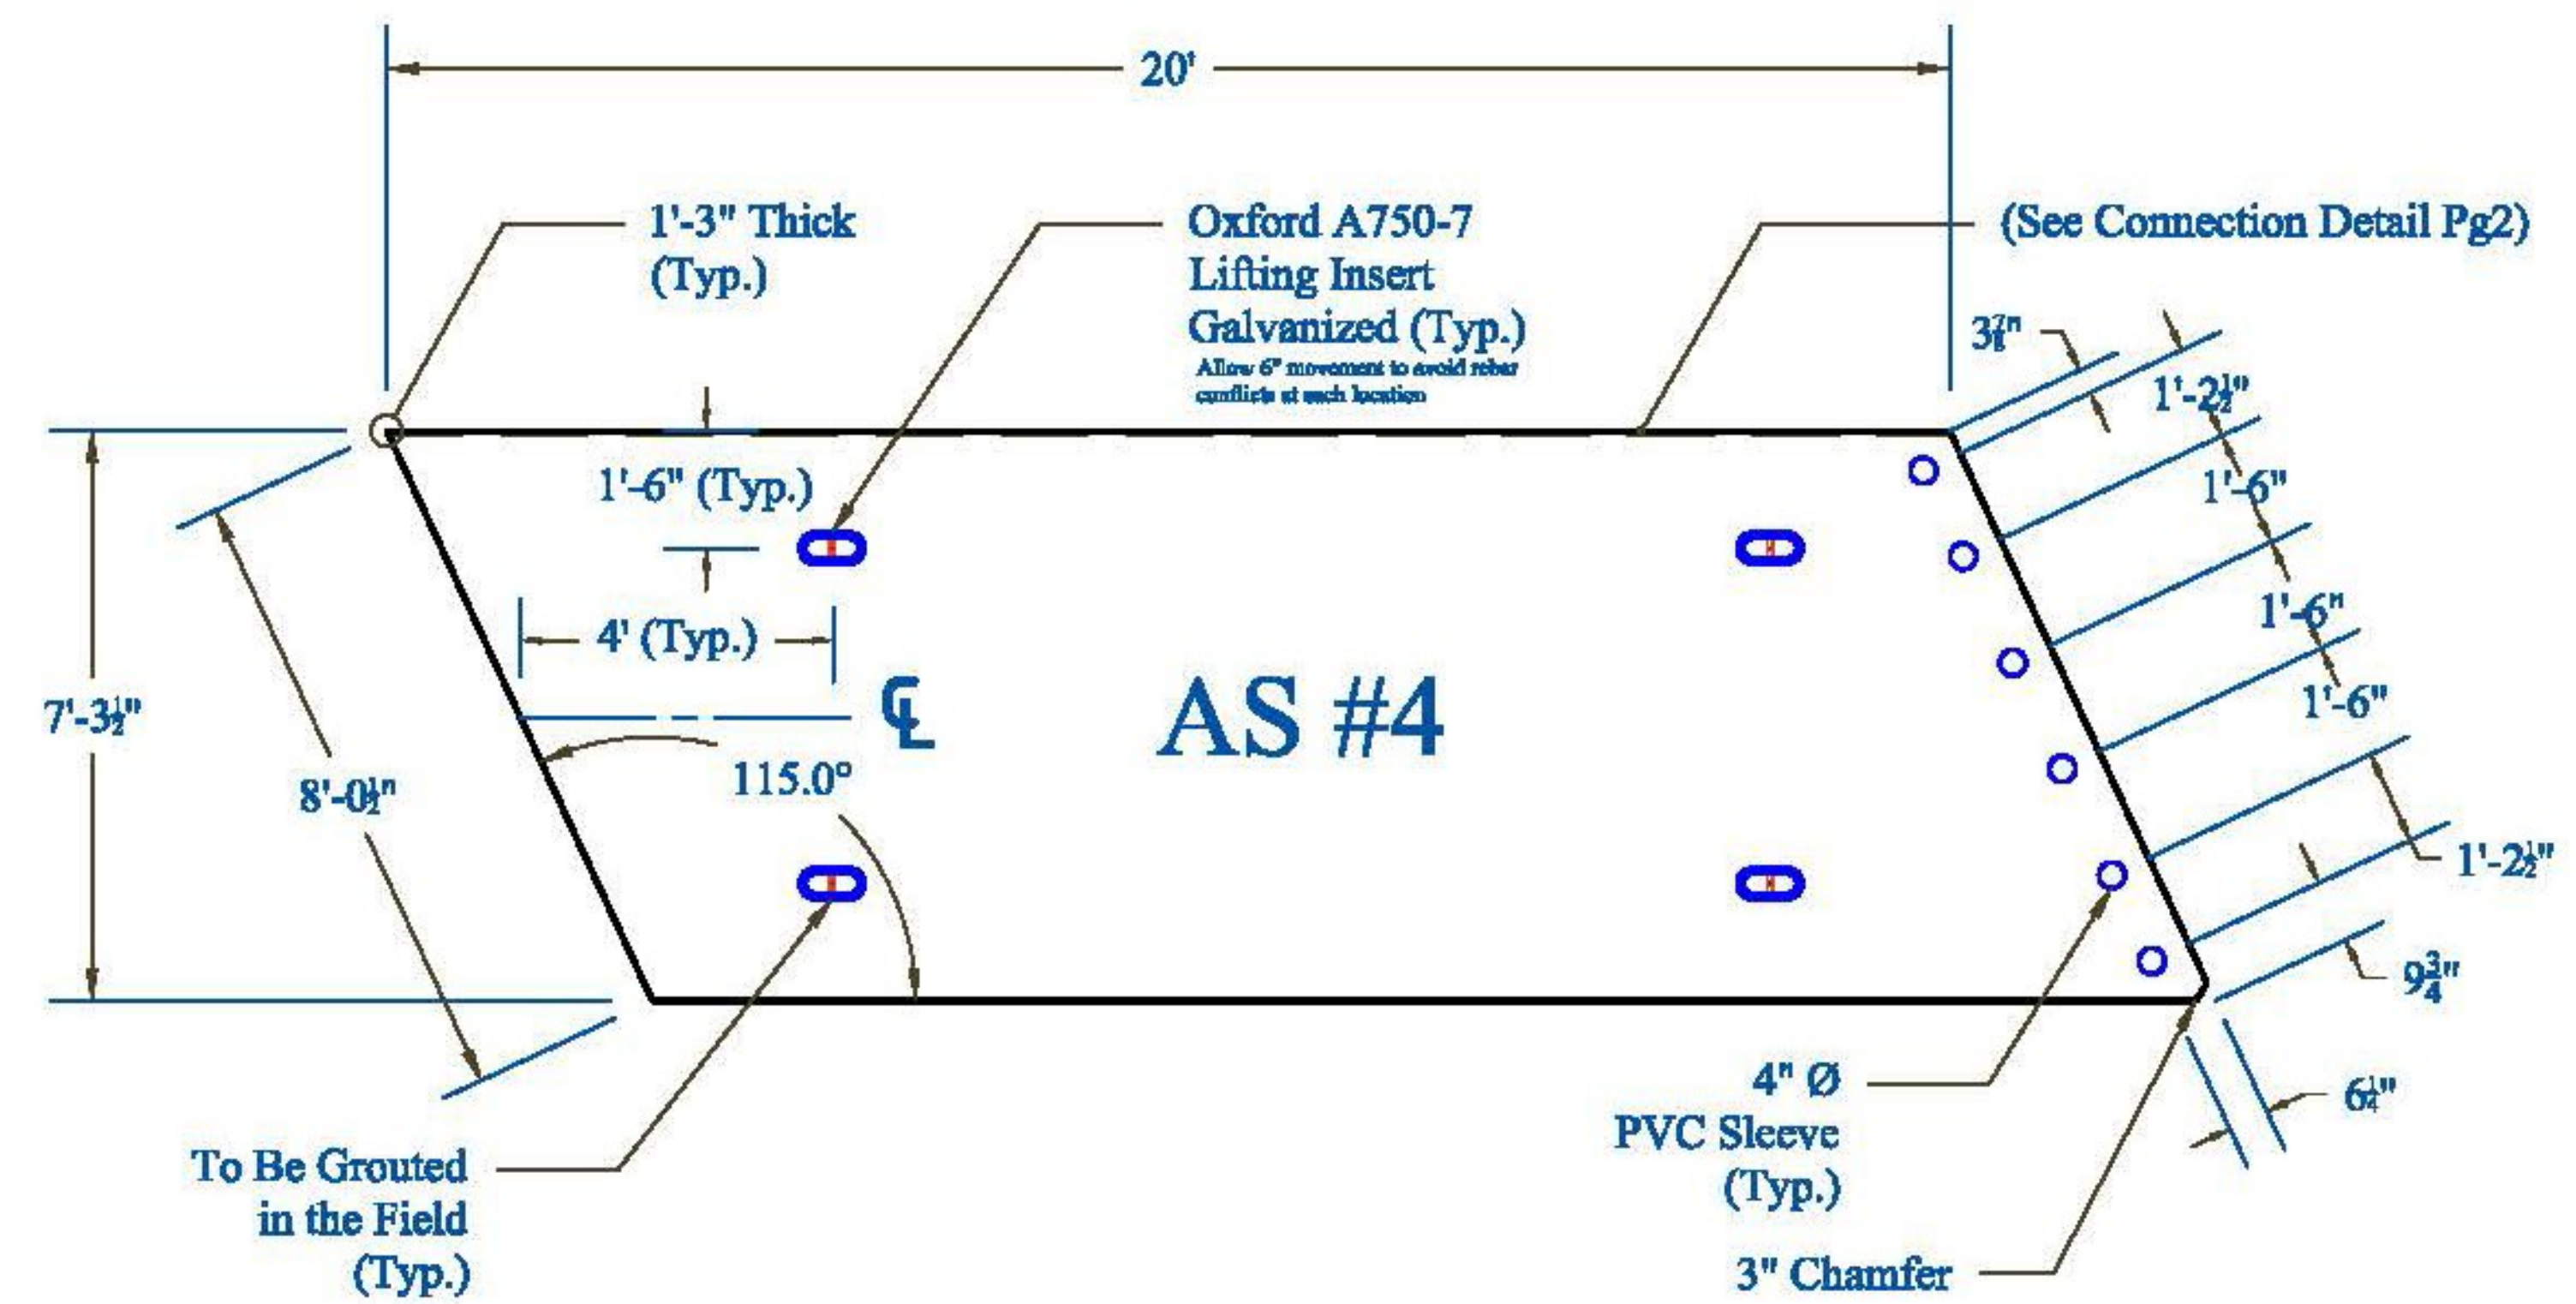 20'
1'-3" Thick
(Typ.)
Oxford A750-7
Lifting Insert
Galvanized (Typ.)
Allow 6" movement to avoid rebar
conflicts at each location
(See Connection Detail Pg2)
3⅞"
1'-2½"
1'-6"
1'-6"
1'-6"
1'-2½"
9¾"
6¼"
1'-6" (Typ.)
4' (Typ.)
℄
AS #4
115.0°
7'-3½"
8'-0½"
To Be Grouted
in the Field
(Typ.)
4" Ø
PVC Sleeve
(Typ.)
3" Chamfer